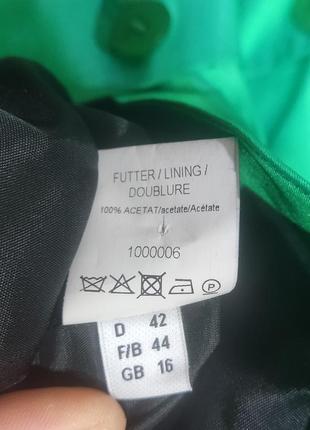 FUTTER / LINING /
DOUBLURE
100% ACETAT/acetate/Acétate
1000006
P
D 42
F/B 44
GB 16